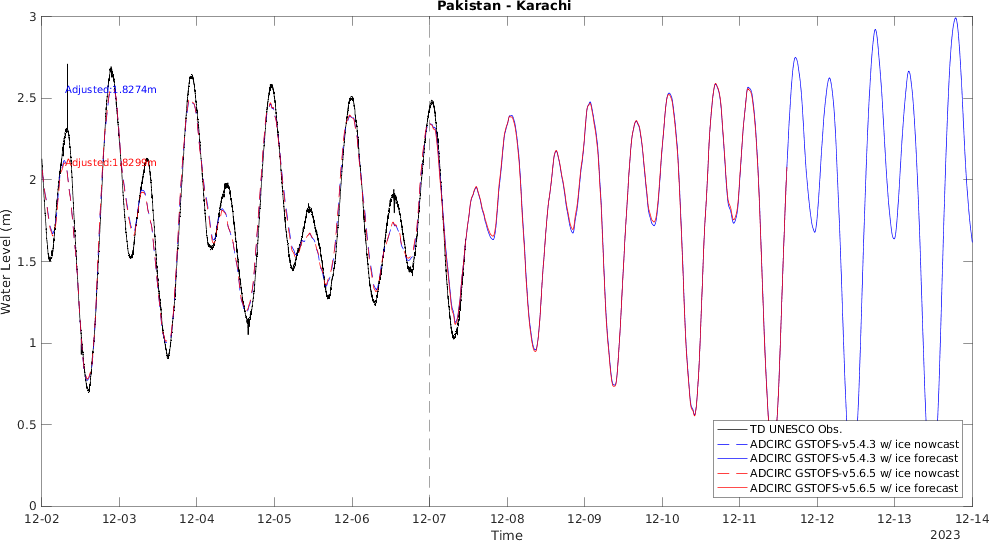 Pakistan - Karachi
3
2.5
2
1.5
1
0.5
0
Water Level (m)
Adjusted:1.8274m
Adjusted:1.8299m
TD UNESCO Obs.
ADCIRC GSTOFS-v5.4.3 w/ ice nowcast
ADCIRC GSTOFS-v5.4.3 w/ ice forecast
ADCIRC GSTOFS-v5.6.5 w/ ice nowcast
ADCIRC GSTOFS-v5.6.5 w/ ice forecast
12-02 12-03 12-04 12-05 12-06 12-07 12-08 12-09 12-10 12-11 12-12 12-13 12-14
Time
2023